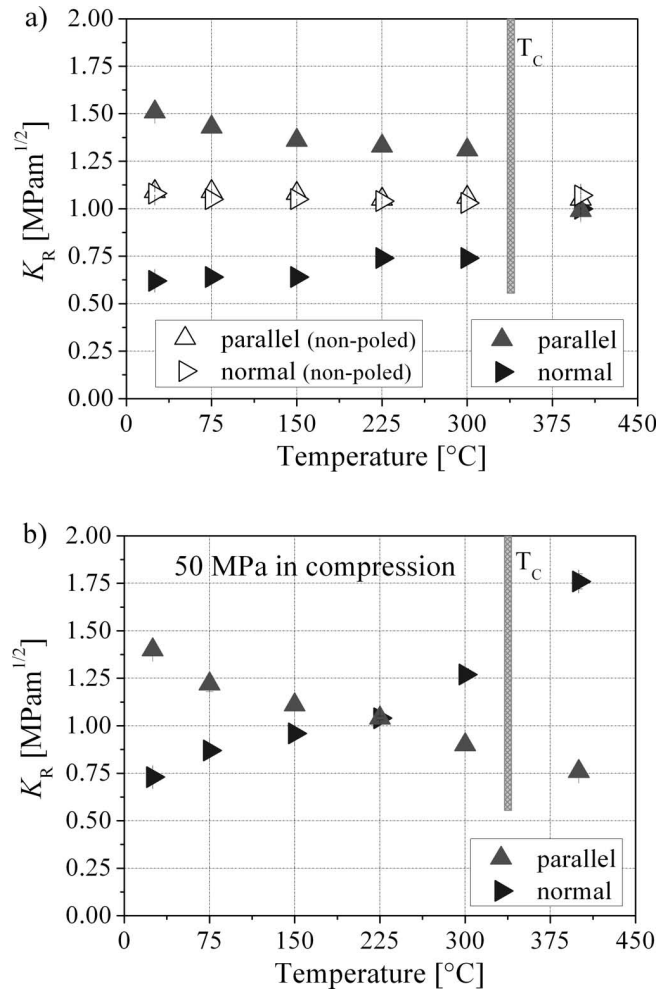 a)
2.00
1.75
1.50
1.25
1.00
0.75
0.50
0.25
0.00
K_R [MPam^1/2]
T_C
parallel (non-poled)
normal (non-poled)
parallel
normal
0 75 150 225 300 375 450
Temperature [°C]
b)
2.00
1.75
1.50
1.25
1.00
0.75
0.50
0.25
0.00
K_R [MPam^1/2]
50 MPa in compression
T_C
parallel
normal
0 75 150 225 300 375 450
Temperature [°C]